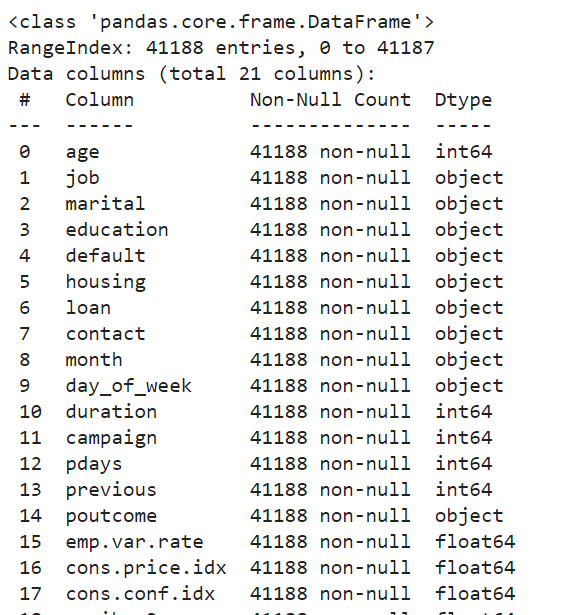 <class 'pandas.core.frame.DataFrame'>
RangeIndex: 41188 entries, 0 to 41187
Data columns (total 21 columns):
 #   Column          Non-Null Count  Dtype
---  ------          --------------  -----
 0   age             41188 non-null  int64
 1   job             41188 non-null  object
 2   marital         41188 non-null  object
 3   education       41188 non-null  object
 4   default         41188 non-null  object
 5   housing         41188 non-null  object
 6   loan            41188 non-null  object
 7   contact         41188 non-null  object
 8   month           41188 non-null  object
 9   day_of_week     41188 non-null  object
 10  duration        41188 non-null  int64
 11  campaign        41188 non-null  int64
 12  pdays           41188 non-null  int64
 13  previous        41188 non-null  int64
 14  poutcome        41188 non-null  object
 15  emp.var.rate    41188 non-null  float64
 16  cons.price.idx  41188 non-null  float64
 17  cons.conf.idx   41188 non-null  float64